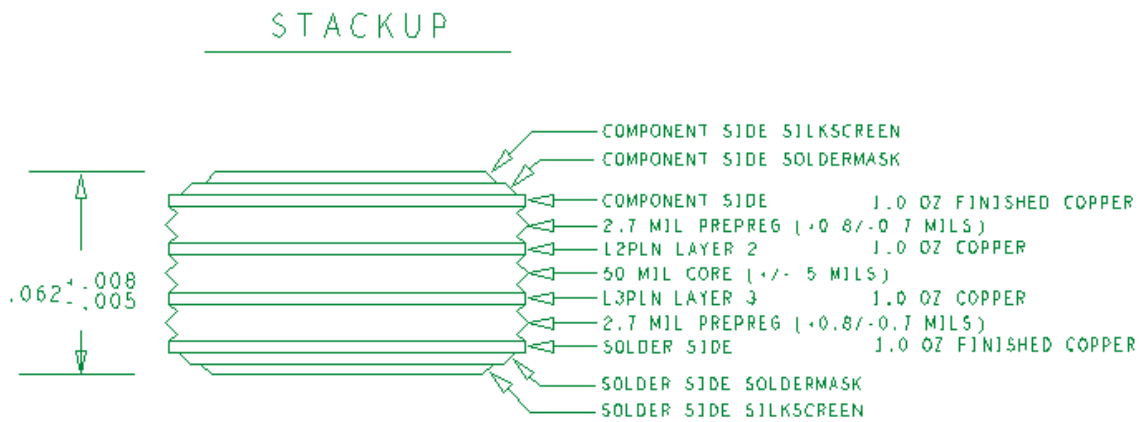 STACKUP
COMPONENT SIDE SILKSCREEN
COMPONENT SIDE SOLDERMASK
COMPONENT SIDE 1.0 OZ FINISHED COPPER
2.7 MIL PREPREG (+0.8/-0.7 MILS)
L2PLN LAYER 2 1.0 OZ COPPER
50 MIL CORE (+/- 5 MILS)
.062 +.008 -.005
L3PLN LAYER 3 1.0 OZ COPPER
2.7 MIL PREPREG (+0.8/-0.7 MILS)
SOLDER SIDE 1.0 OZ FINISHED COPPER
SOLDER SIDE SOLDERMASK
SOLDER SIDE SILKSCREEN